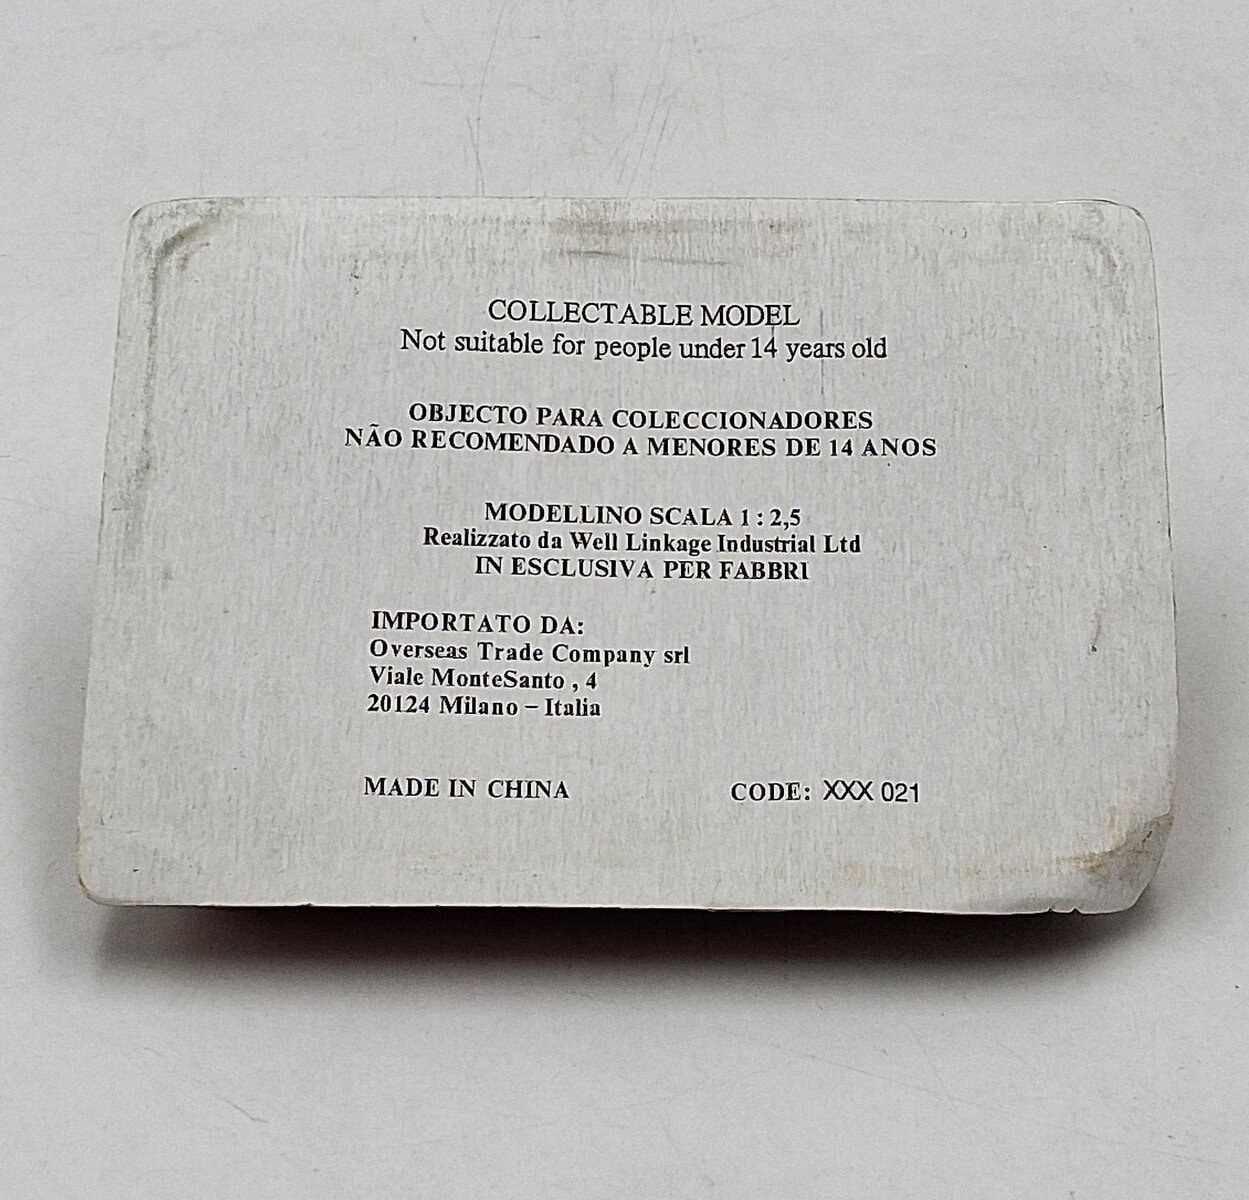 COLLECTABLE MODEL
Not suitable for people under 14 years old
OBJECTO PARA COLECCIONADORES
NÃO RECOMENDADO A MENORES DE 14 ANOS
MODELLINO SCALA 1 : 2,5
Realizzato da Well Linkage Industrial Ltd
IN ESCLUSIVA PER FABBRI
IMPORTATO DA:
Overseas Trade Company srl
Viale MonteSanto , 4
20124 Milano – Italia
MADE IN CHINA CODE: XXX 021